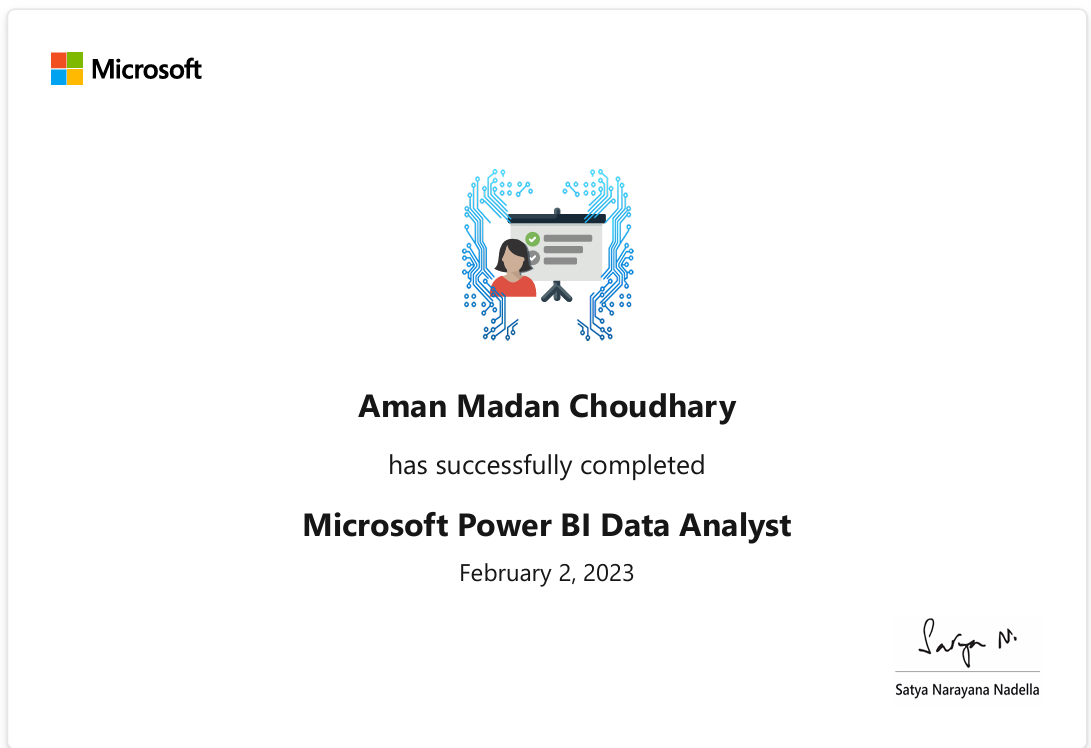 Microsoft
Aman Madan Choudhary
has successfully completed
Microsoft Power BI Data Analyst
February 2, 2023
Satya N.
Satya Narayana Nadella